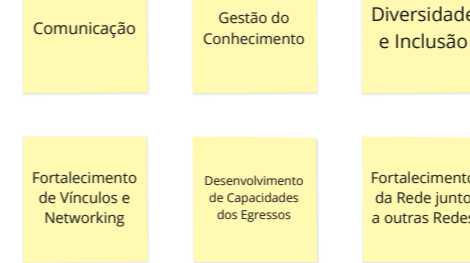 Comunicação
Gestão do
Conhecimento
Diversidade
e Inclusão
Fortalecimento
de Vínculos e
Networking
Desenvolvimento
de Capacidades
dos Egressos
Fortalecimento
da Rede junto
a outras Redes